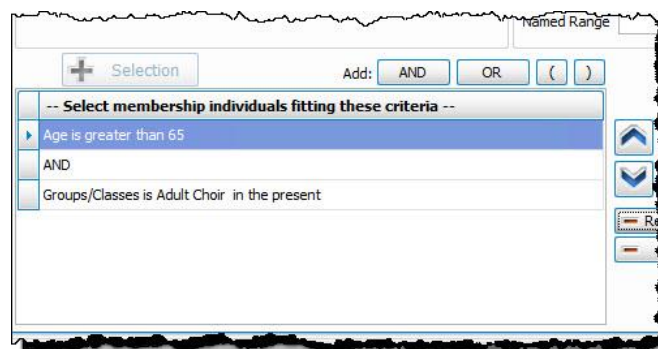 Named Range
Selection
Add: AND OR ( )
-- Select membership individuals fitting these criteria --
Age is greater than 65
AND
Groups/Classes is Adult Choir in the present